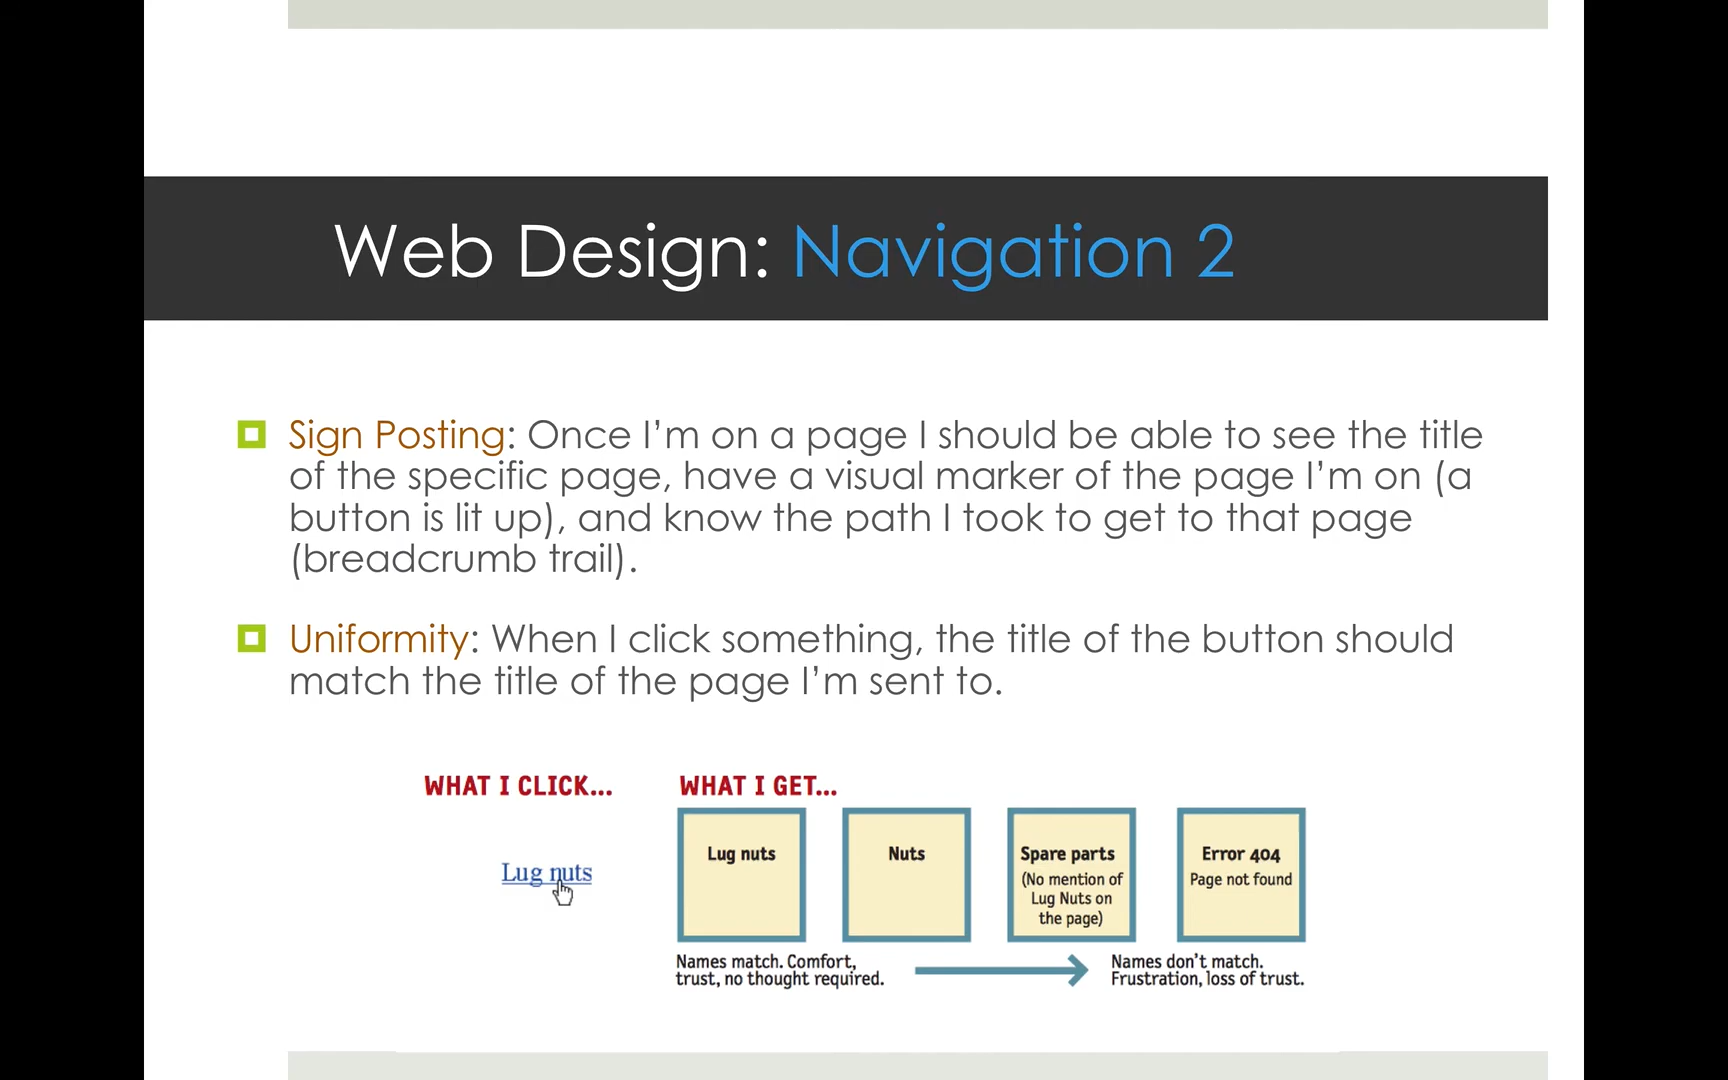 Web Design: Navigation 2
Sign Posting: Once I’m on a page I should be able to see the title
of the specific page, have a visual marker of the page I’m on (a
button is lit up), and know the path I took to get to that page
(breadcrumb trail).
Uniformity: When I click something, the title of the button should
match the title of the page I’m sent to.
WHAT I CLICK...
Lug nuts
WHAT I GET...
Lug nuts
Nuts
Spare parts
(No mention of
Lug Nuts on
the page)
Error 404
Page not found
Names match. Comfort,
trust, no thought required.
Names don’t match.
Frustration, loss of trust.